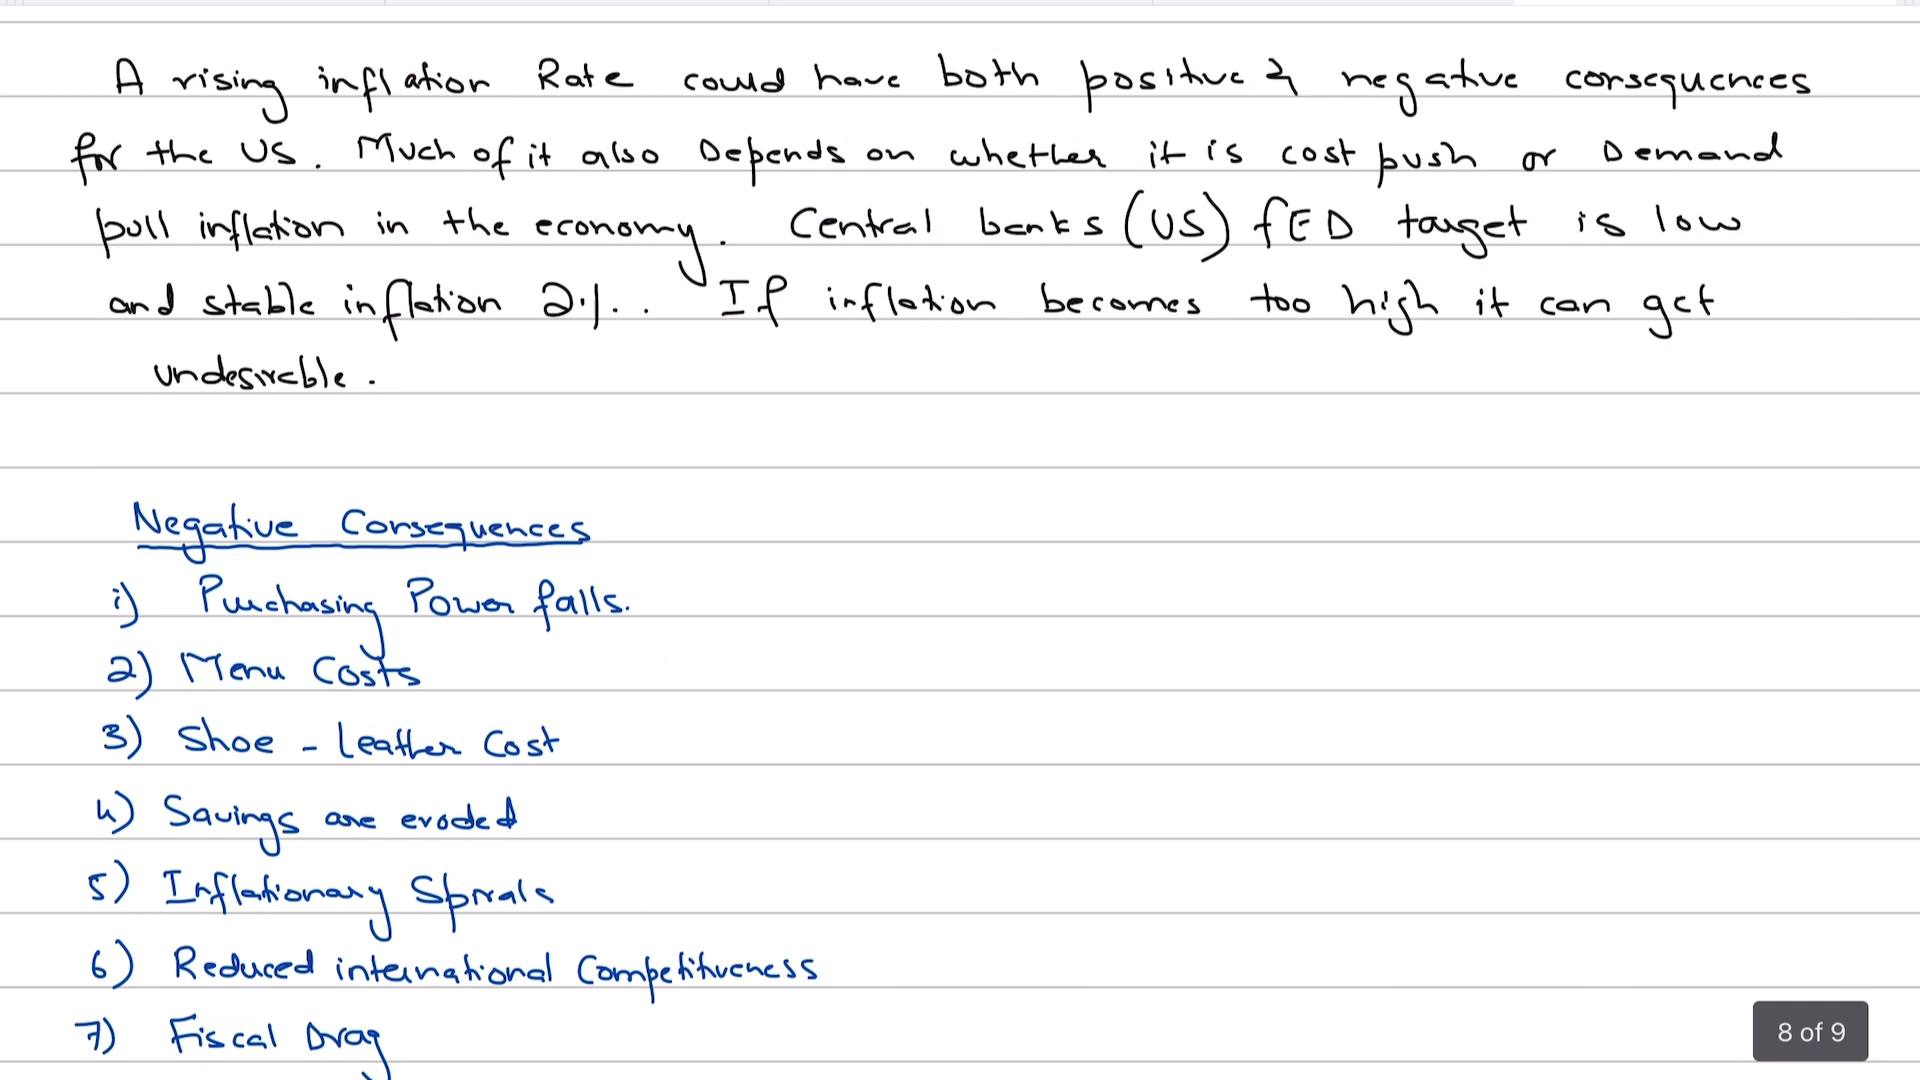 A rising inflation Rate could have both positive & negative consequences
for the US. Much of it also Depends on whether it is cost push or Demand
pull inflation in the economy. Central banks (US) fED target is low
and stable inflation 2%. . If inflation becomes too high it can get
undesirable.
Negative Consequences
i) Purchasing Power falls.
2) Menu Costs
3) Shoe - Leather Cost
4) Savings are eroded
5) Inflationary Spirals
6) Reduced international Competitiveness
7) Fiscal Drag
8 of 9